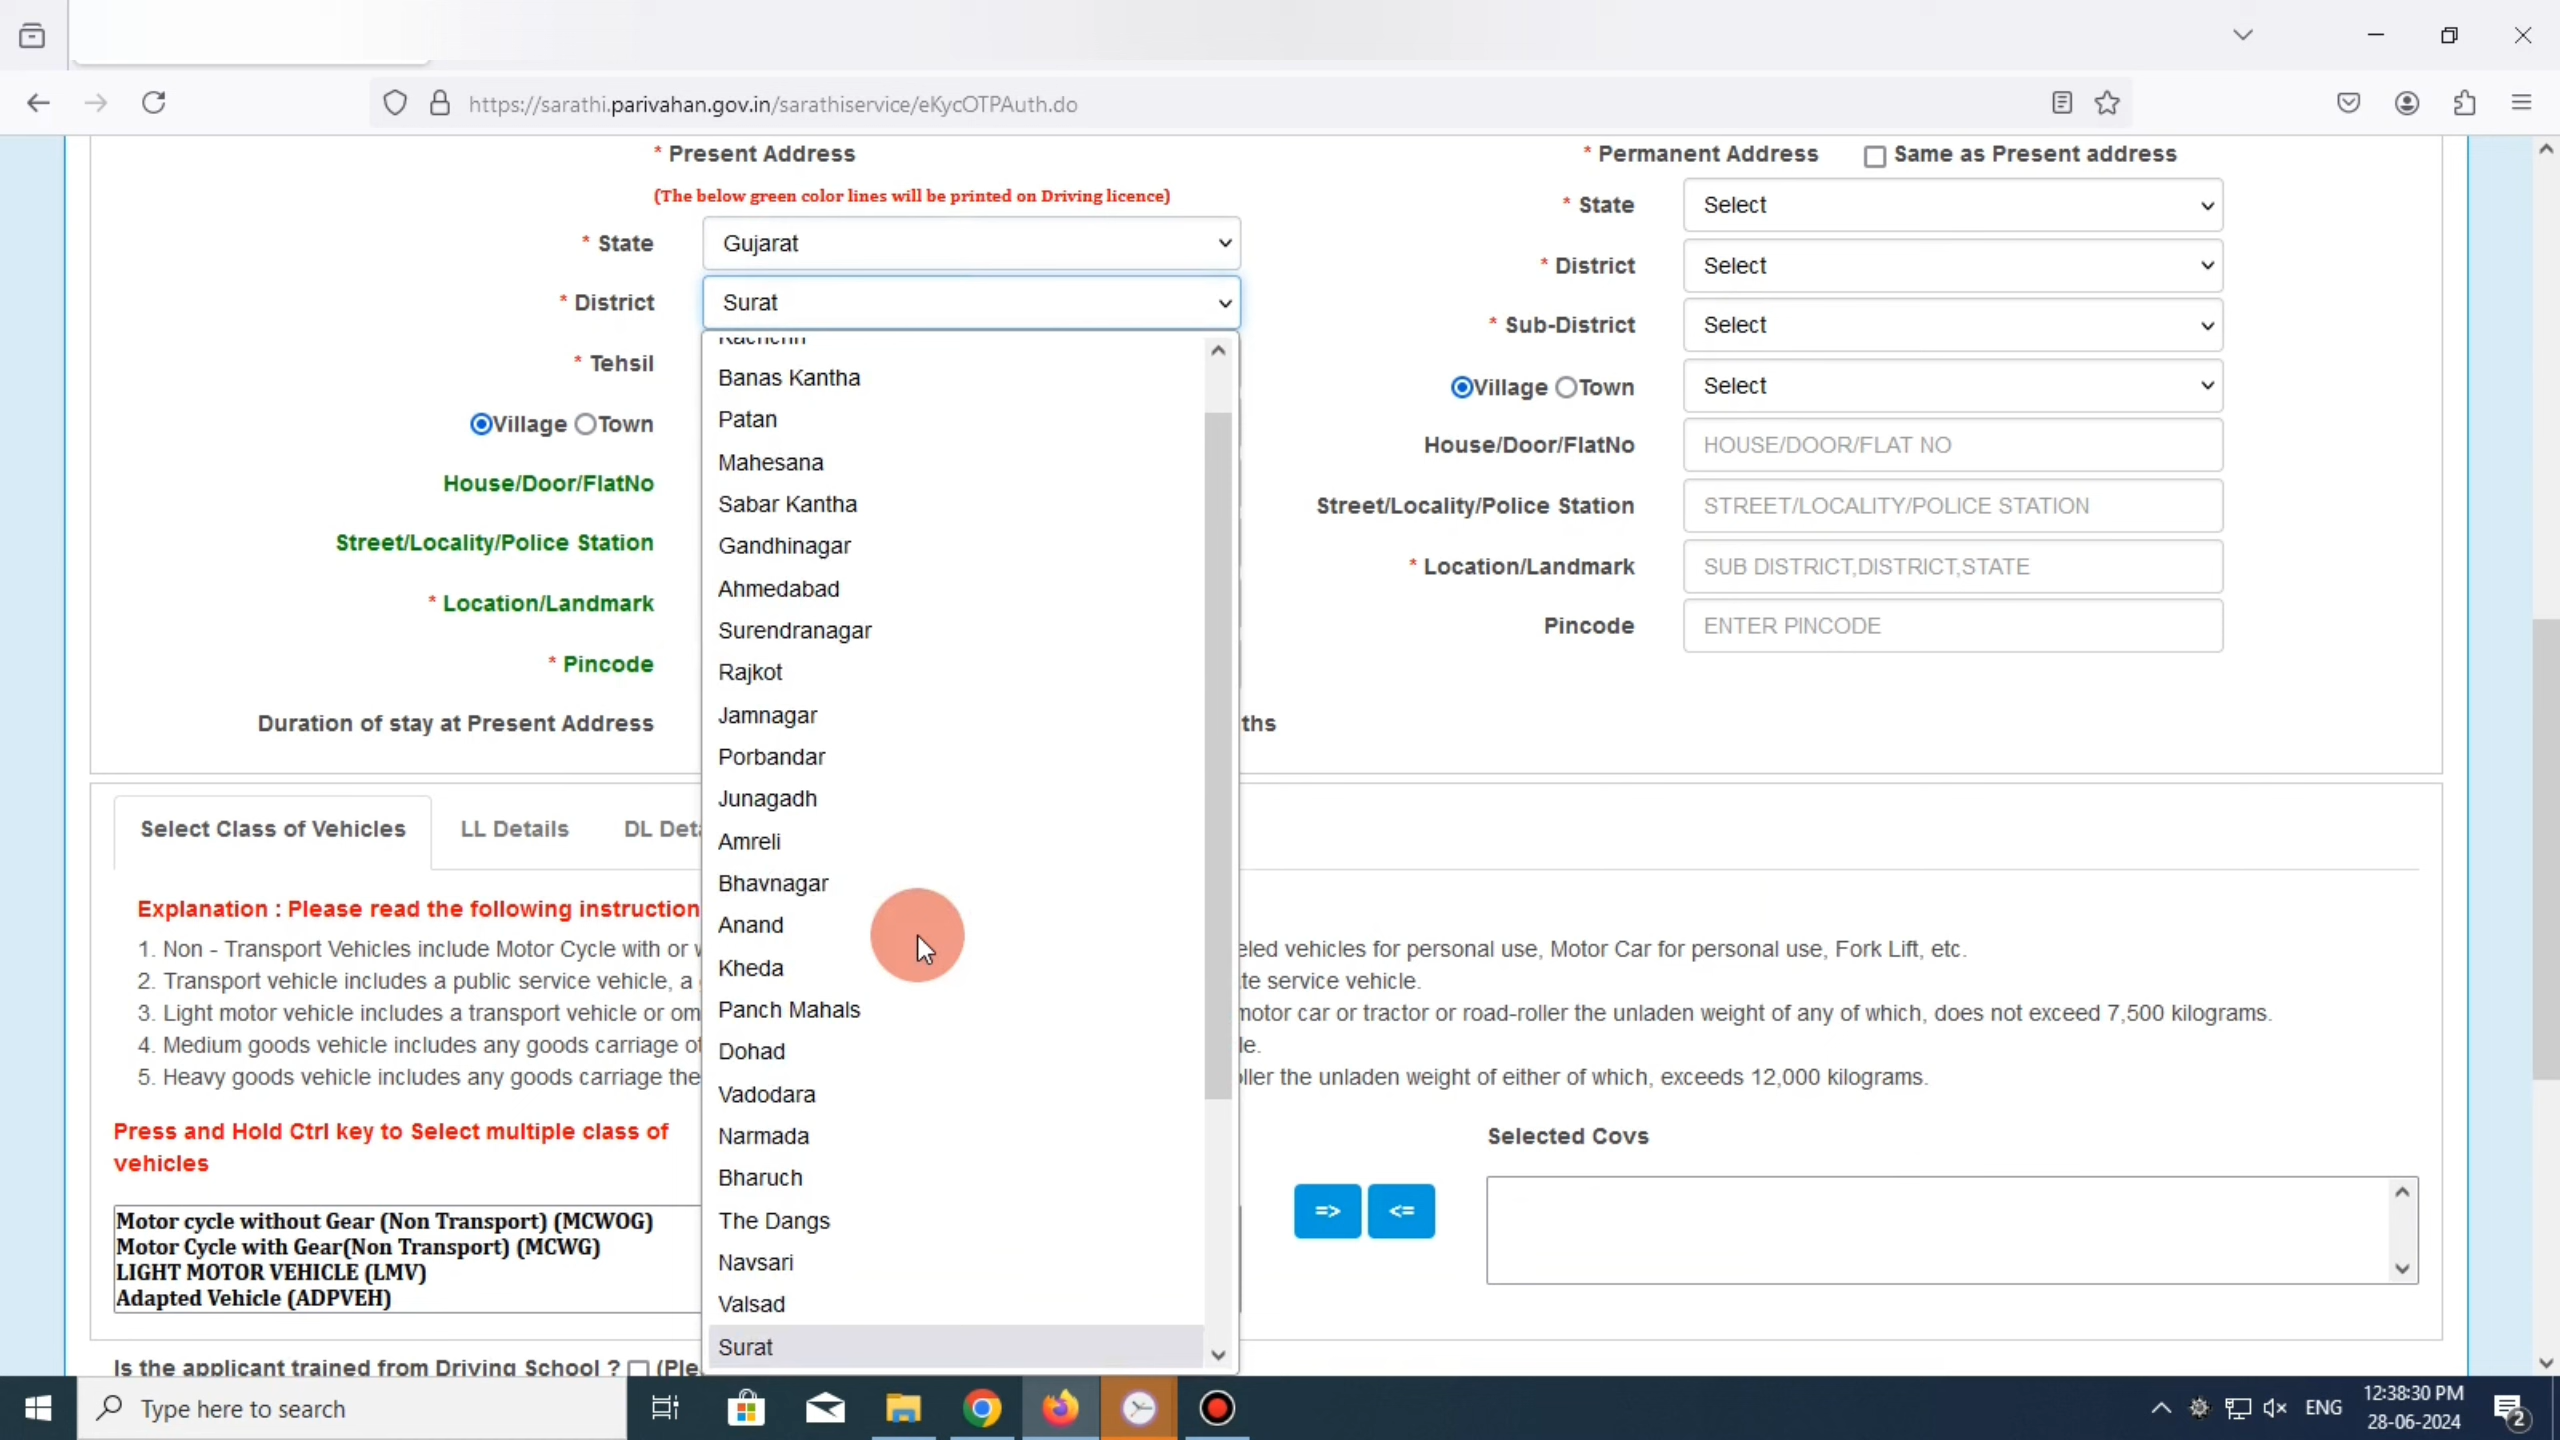 https://sarathi.parivahan.gov.in/sarathiservice/eKycOTPAuth.do
* Present Address
(The below green color lines will be printed on Driving licence)
* State Gujarat
* District Surat
* Tehsil
Village Town
House/Door/FlatNo
Street/Locality/Police Station
* Location/Landmark
* Pincode
Duration of stay at Present Address
ths
Banas Kantha
Patan
Mahesana
Sabar Kantha
Gandhinagar
Ahmedabad
Surendranagar
Rajkot
Jamnagar
Porbandar
Junagadh
Amreli
Bhavnagar
Anand
Kheda
Panch Mahals
Dohad
Vadodara
Narmada
Bharuch
The Dangs
Navsari
Valsad
Surat
* Permanent Address Same as Present address
* State Select
* District Select
* Sub-District Select
Village Town Select
House/Door/FlatNo HOUSE/DOOR/FLAT NO
Street/Locality/Police Station STREET/LOCALITY/POLICE STATION
* Location/Landmark SUB DISTRICT,DISTRICT,STATE
Pincode ENTER PINCODE
Select Class of Vehicles LL Details DL Deta
Explanation : Please read the following instruction
1. Non - Transport Vehicles include Motor Cycle with or w eled vehicles for personal use, Motor Car for personal use, Fork Lift, etc.
2. Transport vehicle includes a public service vehicle, a te service vehicle.
3. Light motor vehicle includes a transport vehicle or om motor car or tractor or road-roller the unladen weight of any of which, does not exceed 7,500 kilograms.
4. Medium goods vehicle includes any goods carriage ot le.
5. Heavy goods vehicle includes any goods carriage the ller the unladen weight of either of which, exceeds 12,000 kilograms.
Press and Hold Ctrl key to Select multiple class of
vehicles
Selected Covs
Motor cycle without Gear (Non Transport) (MCWOG)
Motor Cycle with Gear(Non Transport) (MCWG)
LIGHT MOTOR VEHICLE (LMV)
Adapted Vehicle (ADPVEH)
=> <=
Is the applicant trained from Driving School ? (Ple
Type here to search
ENG
12:38:30 PM
28-06-2024
2